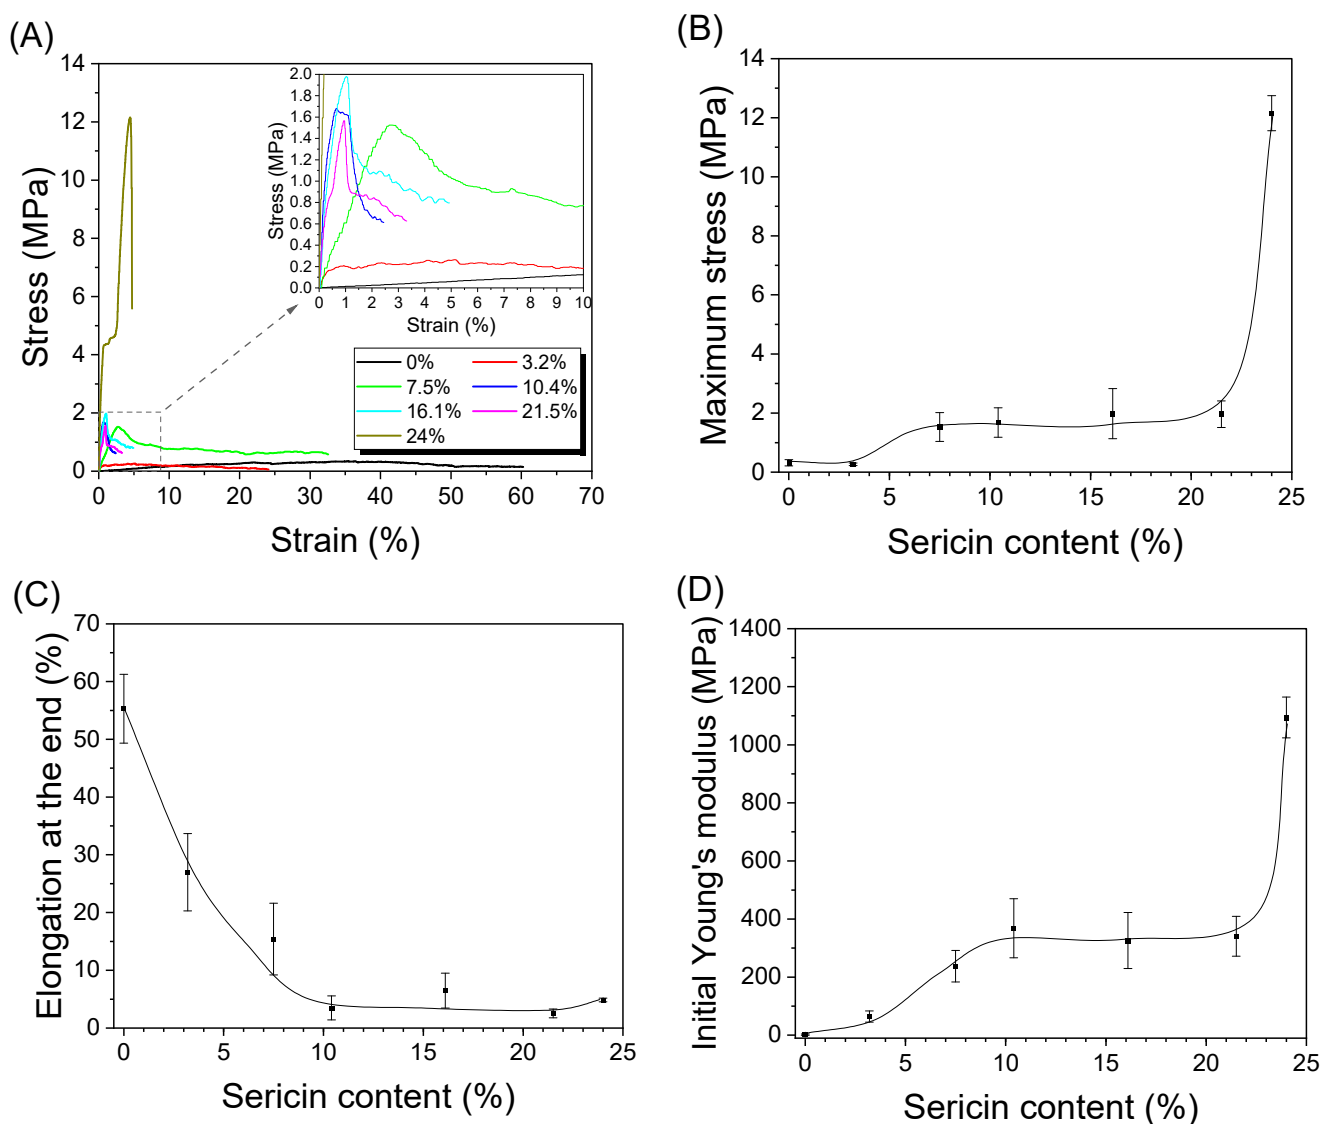 (A)
Stress (MPa)
14
12
10
8
6
4
2
0
0 10 20 30 40 50 60 70
Strain (%)
Stress (MPa)
2.0
1.8
1.6
1.4
1.2
1.0
0.8
0.6
0.4
0.2
0.0
0 1 2 3 4 5 6 7 8 9 10
Strain (%)
0% 3.2%
7.5% 10.4%
16.1% 21.5%
24%
(B)
Maximum stress (MPa)
14
12
10
8
6
4
2
0
0 5 10 15 20 25
Sericin content (%)
(C)
Elongation at the end (%)
70
60
50
40
30
20
10
0
0 5 10 15 20 25
Sericin content (%)
(D)
Initial Young's modulus (MPa)
1400
1200
1000
800
600
400
200
0
0 5 10 15 20 25
Sericin content (%)